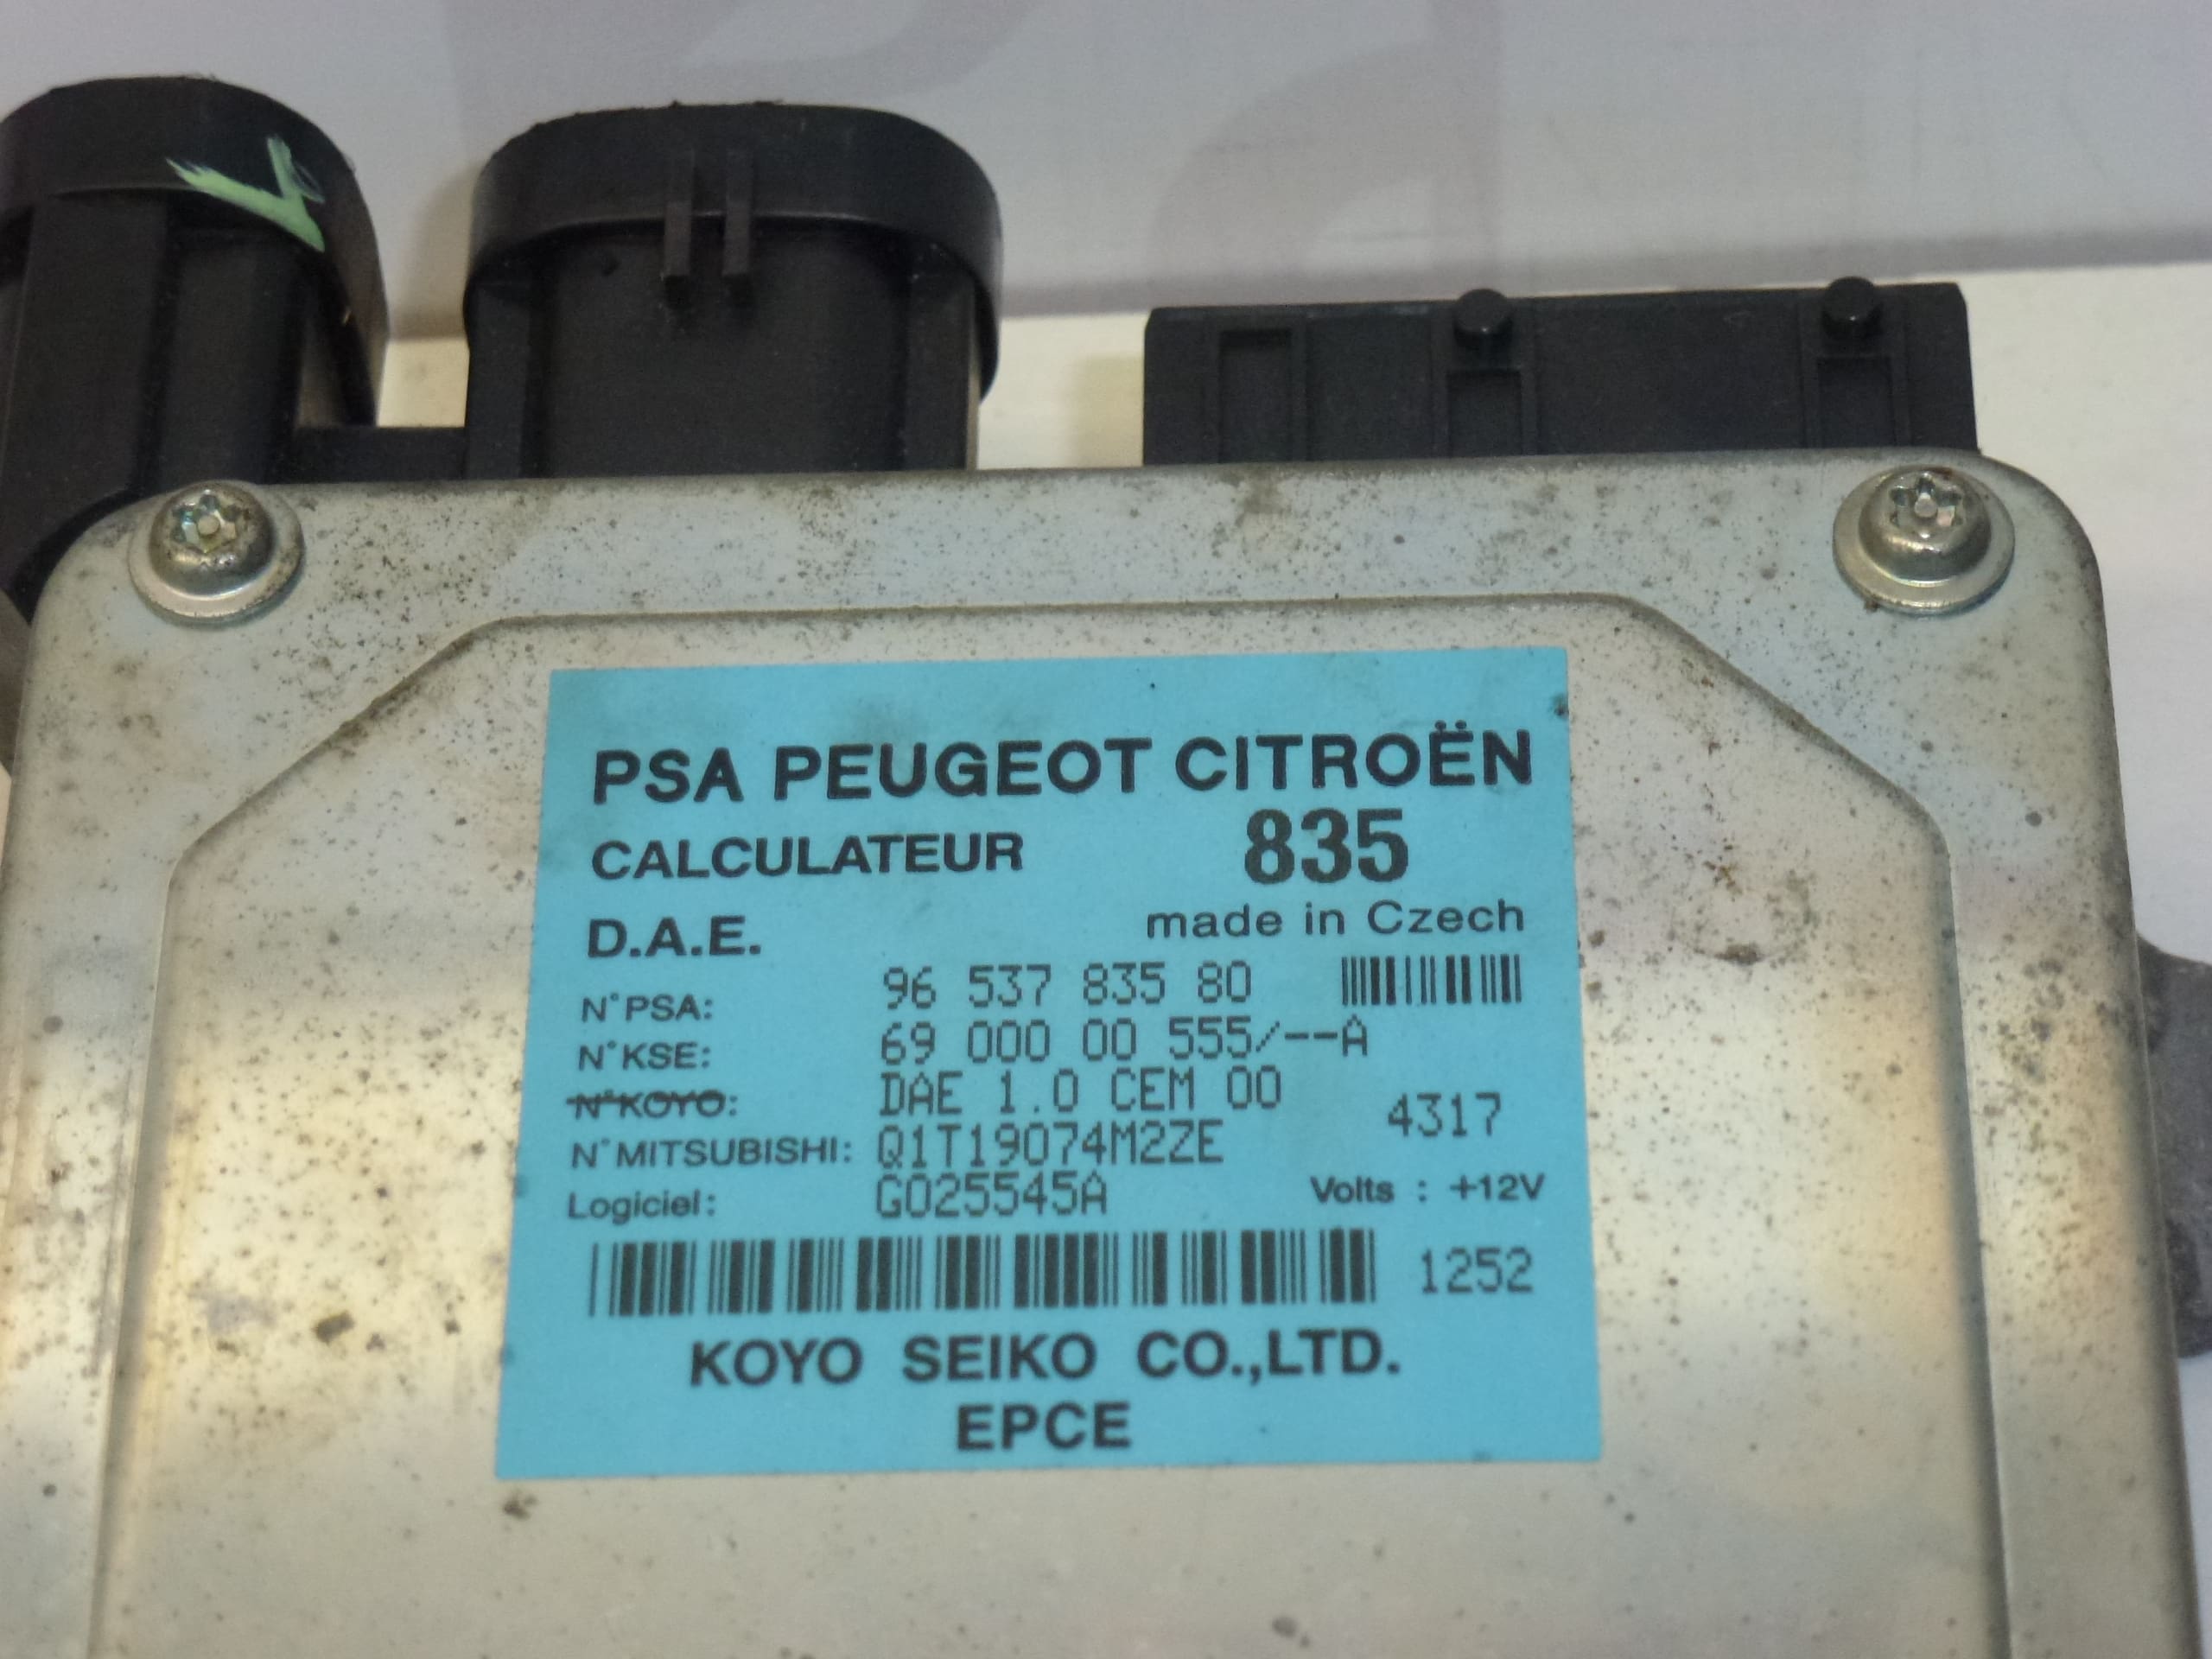 PSA PEUGEOT CITROËN
CALCULATEUR 835
D.A.E. made in Czech
N°PSA: 96 537 835 80
N°KSE: 69 000 00 555/--A
N°KOYO: DAE 1.0 CEM 00
4317
N°MITSUBISHI: Q1T19074M2ZE
Logiciel: G025545A Volts : +12V
1252
KOYO SEIKO CO.,LTD.
EPCE